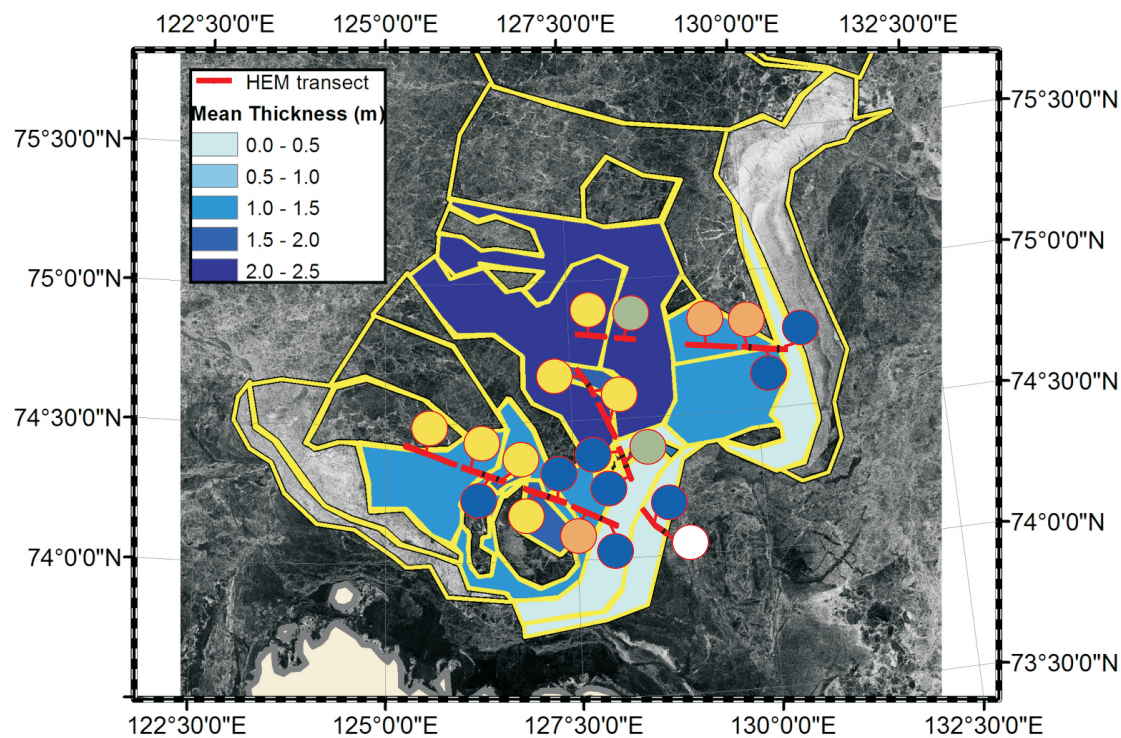 122°30'0"E 125°0'0"E 127°30'0"E 130°0'0"E 132°30'0"E
HEM transect
Mean Thickness (m)
0.0 - 0.5
0.5 - 1.0
1.0 - 1.5
1.5 - 2.0
2.0 - 2.5
75°30'0"N
75°0'0"N
74°30'0"N
74°0'0"N
75°30'0"N
75°0'0"N
74°30'0"N
74°0'0"N
73°30'0"N
122°30'0"E 125°0'0"E 127°30'0"E 130°0'0"E 132°30'0"E